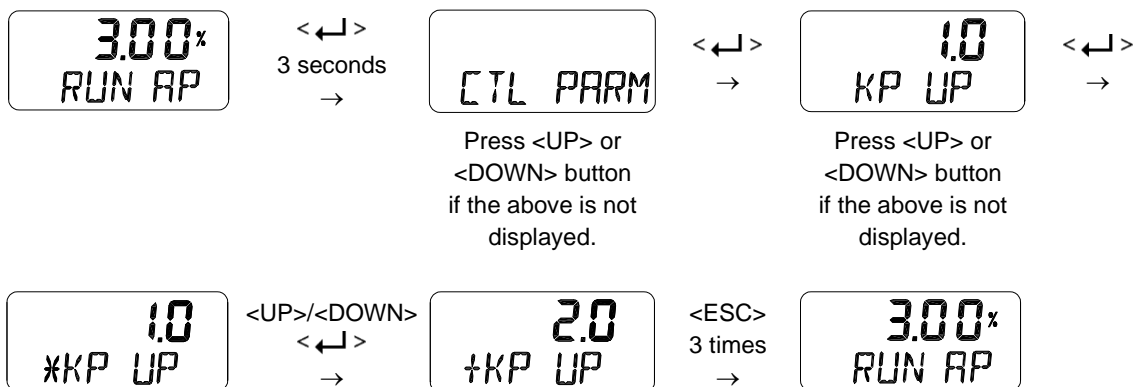 3.00%
RUN AP
<↵>
3 seconds
→
CTL PARM
Press <UP> or
<DOWN> button
if the above is not
displayed.
<↵>
→
1.0
KP UP
Press <UP> or
<DOWN> button
if the above is not
displayed.
<↵>
→
1.0
*KP UP
<UP>/<DOWN>
<↵>
→
2.0
+KP UP
<ESC>
3 times
→
3.00%
RUN AP